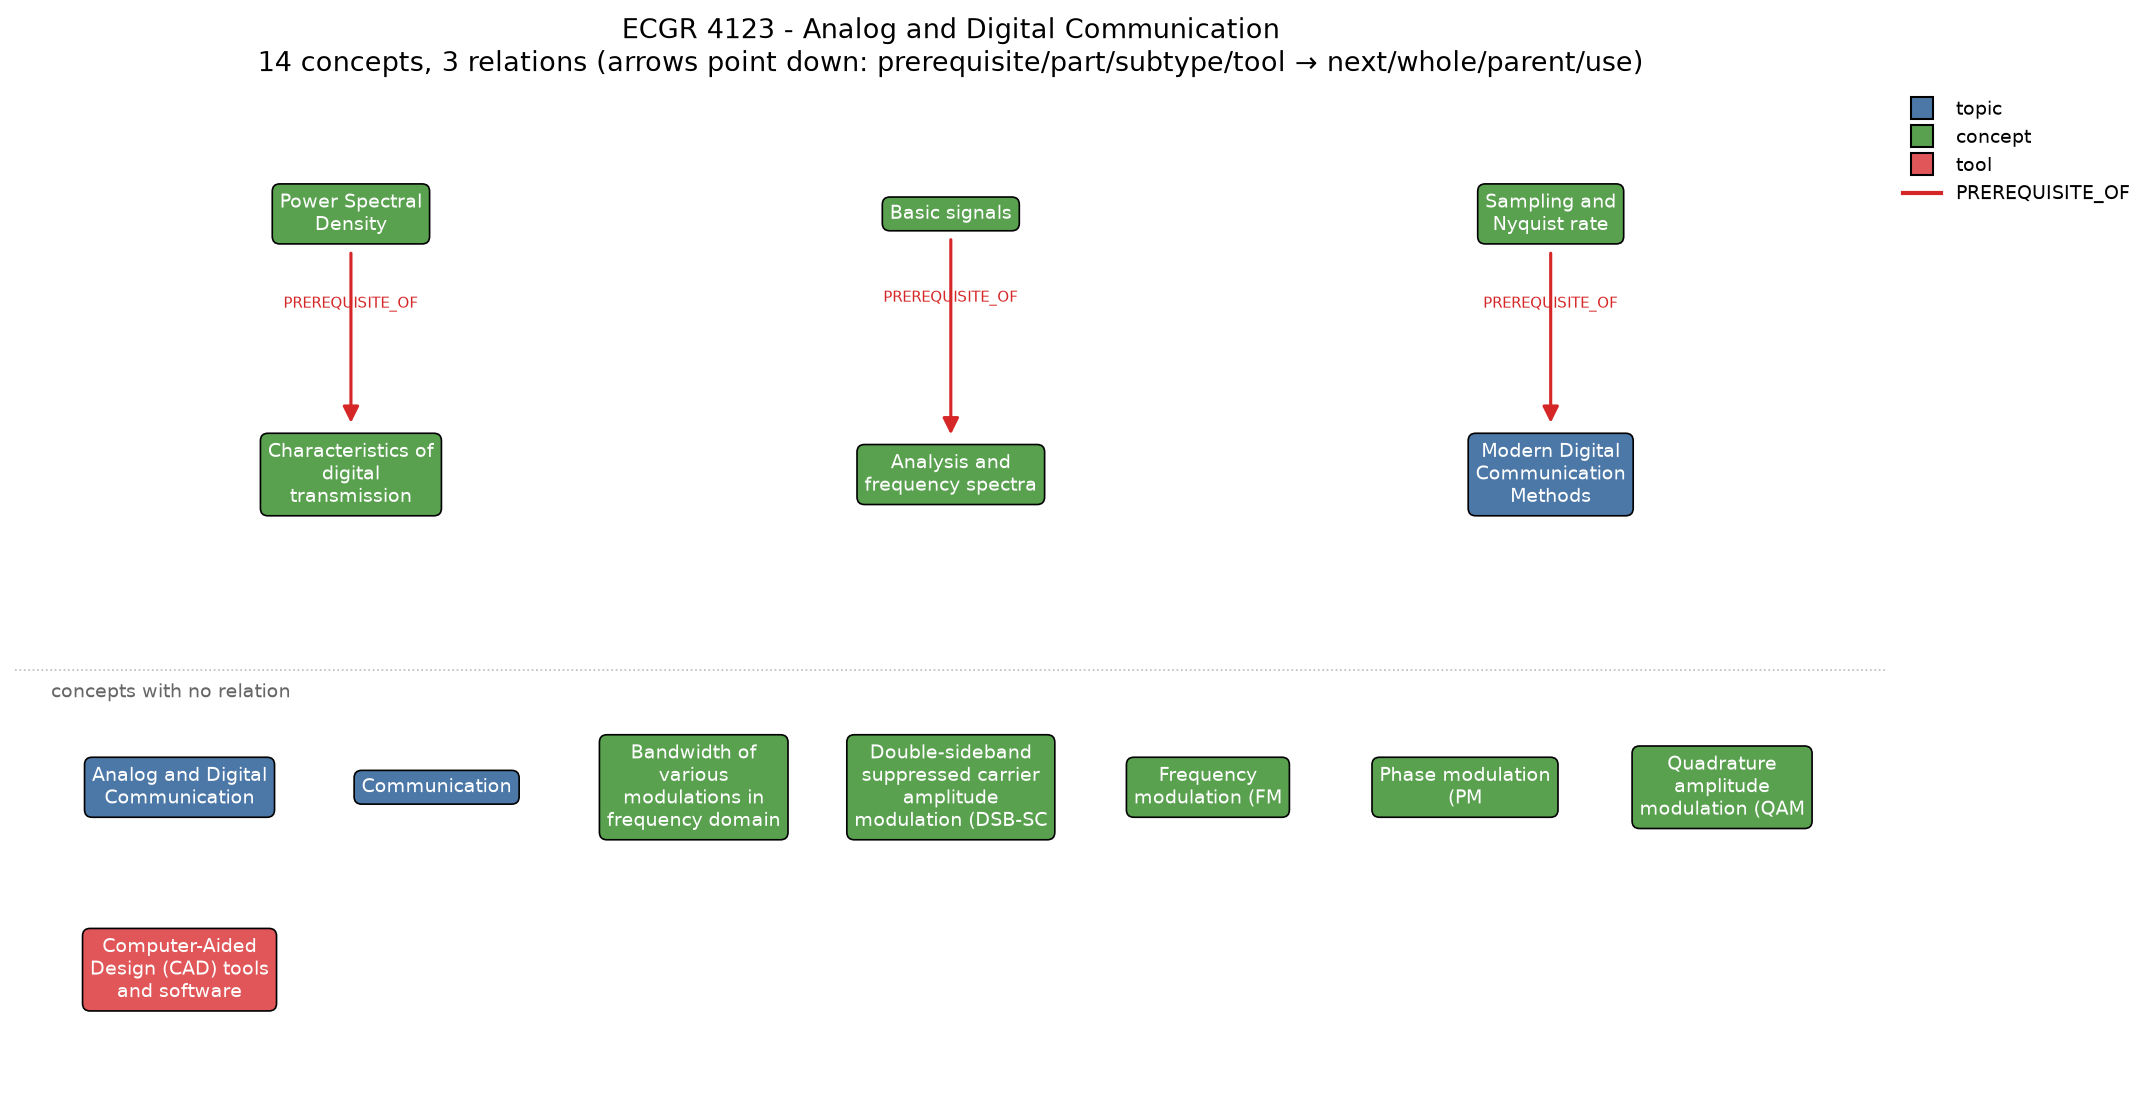 ECGR 4123 - Analog and Digital Communication
14 concepts, 3 relations (arrows point down: prerequisite/part/subtype/tool → next/whole/parent/use)
topic
concept
tool
PREREQUISITE_OF
Power Spectral
Density
Basic signals
Sampling and
Nyquist rate
PREREQUISITE_OF
PREREQUISITE_OF
PREREQUISITE_OF
Characteristics of
digital
transmission
Analysis and
frequency spectra
Modern Digital
Communication
Methods
concepts with no relation
Analog and Digital
Communication
Communication
Bandwidth of
various
modulations in
frequency domain
Double-sideband
suppressed carrier
amplitude
modulation (DSB-SC
Frequency
modulation (FM
Phase modulation
(PM
Quadrature
amplitude
modulation (QAM
Computer-Aided
Design (CAD) tools
and software